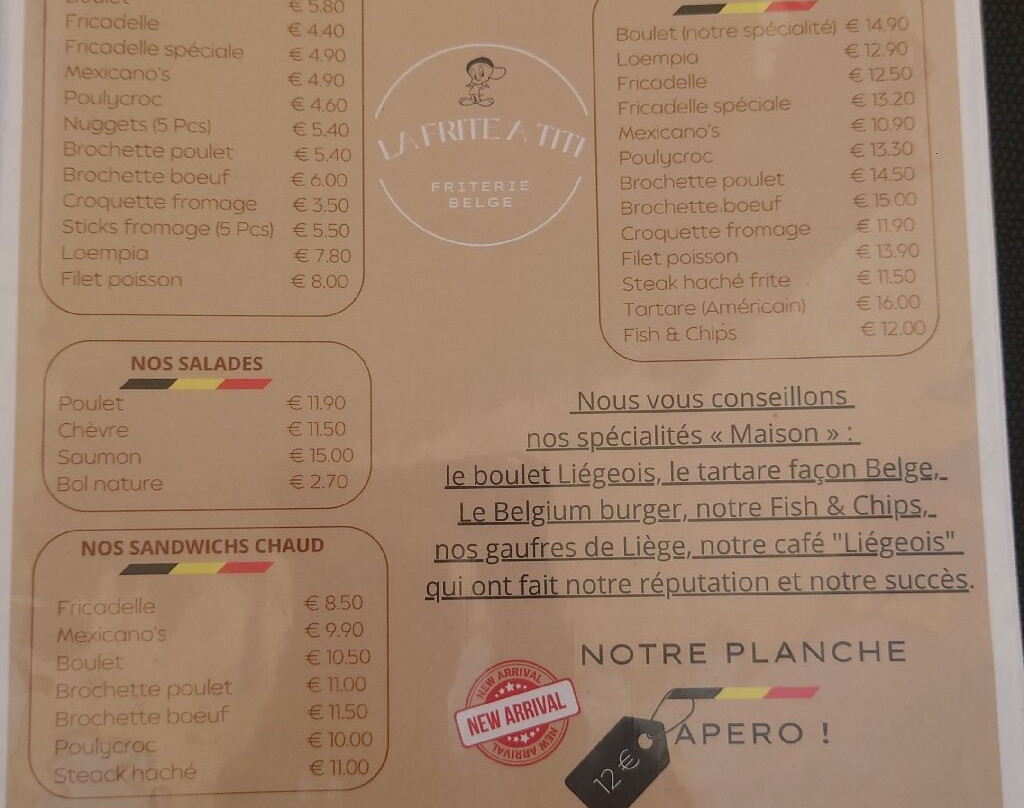 Boulet € 5.80
Fricadelle € 4.40
Fricadelle spéciale € 4.90
Mexicano's € 4.90
Poulycroc € 4.60
Nuggets (5 Pcs) € 5.40
Brochette poulet € 5.40
Brochette boeuf € 6.00
Croquette fromage € 3.50
Sticks fromage (5 Pcs) € 5.50
Loempia € 7.80
Filet poisson € 8.00
LA FRITE A TITI
FRITERIE
BELGE
Boulet (notre spécialité) € 14.90
Loempia € 12.90
Fricadelle € 12.50
Fricadelle spéciale € 13.20
Mexicano's € 10.90
Poulycroc € 13.30
Brochette poulet € 14.50
Brochette boeuf € 15.00
Croquette fromage € 11.90
Filet poisson € 13.90
Steak haché frite € 11.50
Tartare (Américain) € 16.00
Fish & Chips € 12.00
NOS SALADES
Poulet € 11.90
Chèvre € 11.50
Saumon € 15.00
Bol nature € 2.70
NOS SANDWICHS CHAUD
Fricadelle € 8.50
Mexicano's € 9.90
Boulet € 10.50
Brochette poulet € 11.00
Brochette boeuf € 11.50
Poulycroc € 10.00
Steack haché € 11.00
Nous vous conseillons
nos spécialités « Maison » :
le boulet Liégeois, le tartare façon Belge,
Le Belgium burger, notre Fish & Chips,
nos gaufres de Liège, notre café "Liégeois"
qui ont fait notre réputation et notre succès.
NOTRE PLANCHE
APERO !
NEW ARRIVAL
NEW ARRIVAL
NEW ARRIVAL
12 €